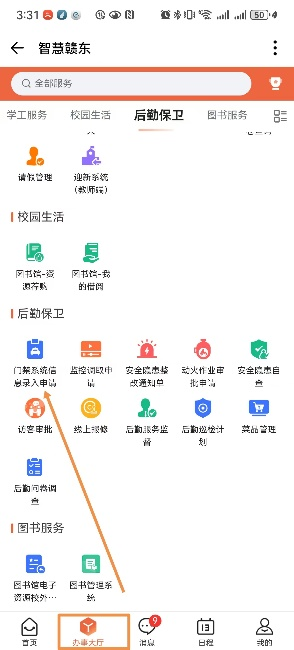 3:31
50
智慧赣东
全部服务
学工服务 校园生活 后勤保卫 图书服务
请假管理 迎新系统
（教师端）
校园生活
图书馆-资 图书馆-我
源荐购 的借阅
后勤保卫
门禁系统信 监控调取申 安全隐患整 动火作业审 安全隐患自
息录入申请 请 改通知单 批申请 查
访客审批 线上报修 后勤服务监 后勤巡检计 菜品管理
督 划
后勤问卷调
查
图书服务
图书馆电子 图书管理系
资源校外… 统
9
13
首页 办事大厅 消息 日程 我的